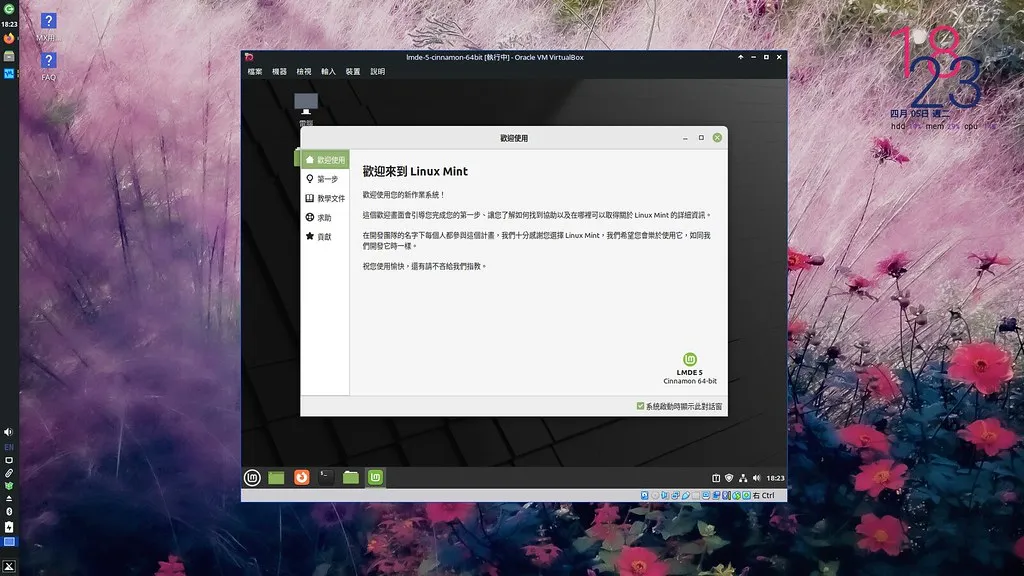 18:23
MX用
FAQ
EN
18
23
四月 05日 週二
hdd
mem
cpu
lmde-5-cinnamon-64bit [執行中] - Oracle VM VirtualBox
檔案 機器 檢視 輸入 裝置 說明
電腦
歡迎使用
歡迎使用
第一步
教學文件
求助
貢獻
歡迎來到 Linux Mint
歡迎使用您的新作業系統！
這個歡迎畫面會引導您完成您的第一步、讓您了解如何找到協助以及在哪裡可以取得關於 Linux Mint 的詳細資訊。
在開發團隊的名字下每個人都參與這個計畫，我們十分感謝您選擇 Linux Mint，我們希望您會樂於使用它，如同我
們開發它時一樣。
祝您使用愉快，還有請不吝給我們指教。
LMDE 5
Cinnamon 64-bit
系統啟動時顯示此對話窗
18:23
右 Ctrl